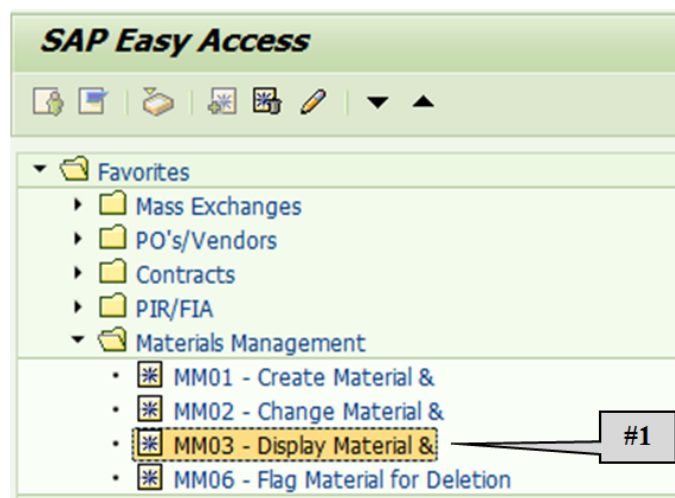 SAP Easy Access
Favorites
Mass Exchanges
PO's/Vendors
Contracts
PIR/FIA
Materials Management
MM01 - Create Material &
MM02 - Change Material &
MM03 - Display Material &
#1
MM06 - Flag Material for Deletion